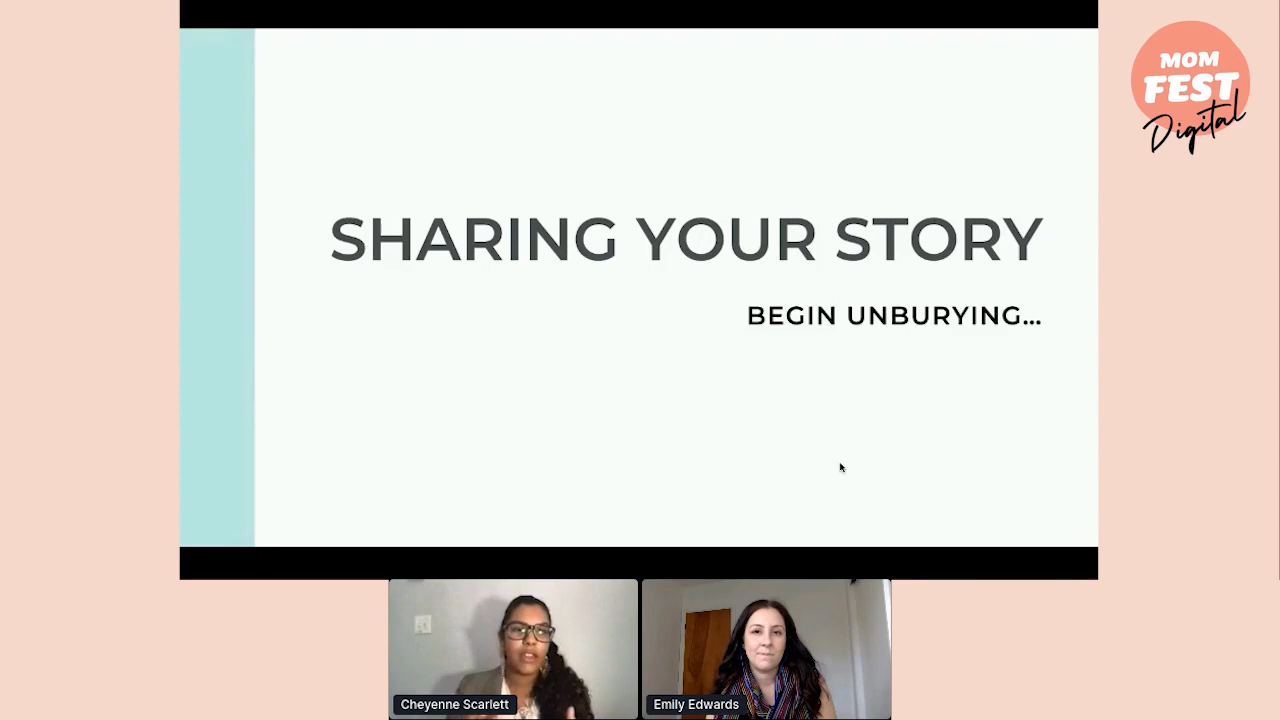 MOM
FEST
Digital
SHARING YOUR STORY
BEGIN UNBURYING...
Cheyenne Scarlett
Emily Edwards